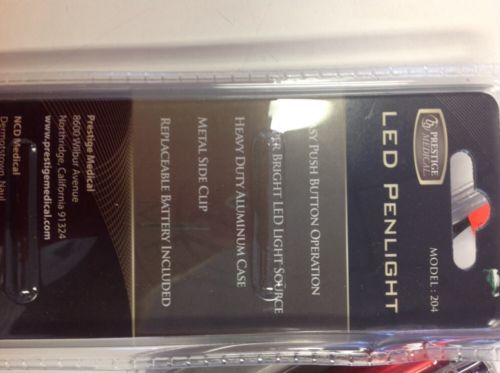 PRESTIGE
MEDICAL
LED PENLIGHT
MODEL: 204
PUSH BUTTON OPERATION
BRIGHT LED LIGHT SOURCE
HEAVY DUTY ALUMINUM CASE
METAL SIDE CLIP
REPLACEABLE BATTERY INCLUDED
Prestige Medical
8600 Wilbur Avenue
Northridge, California 91324
www.prestigemedical.com
NCD Medical